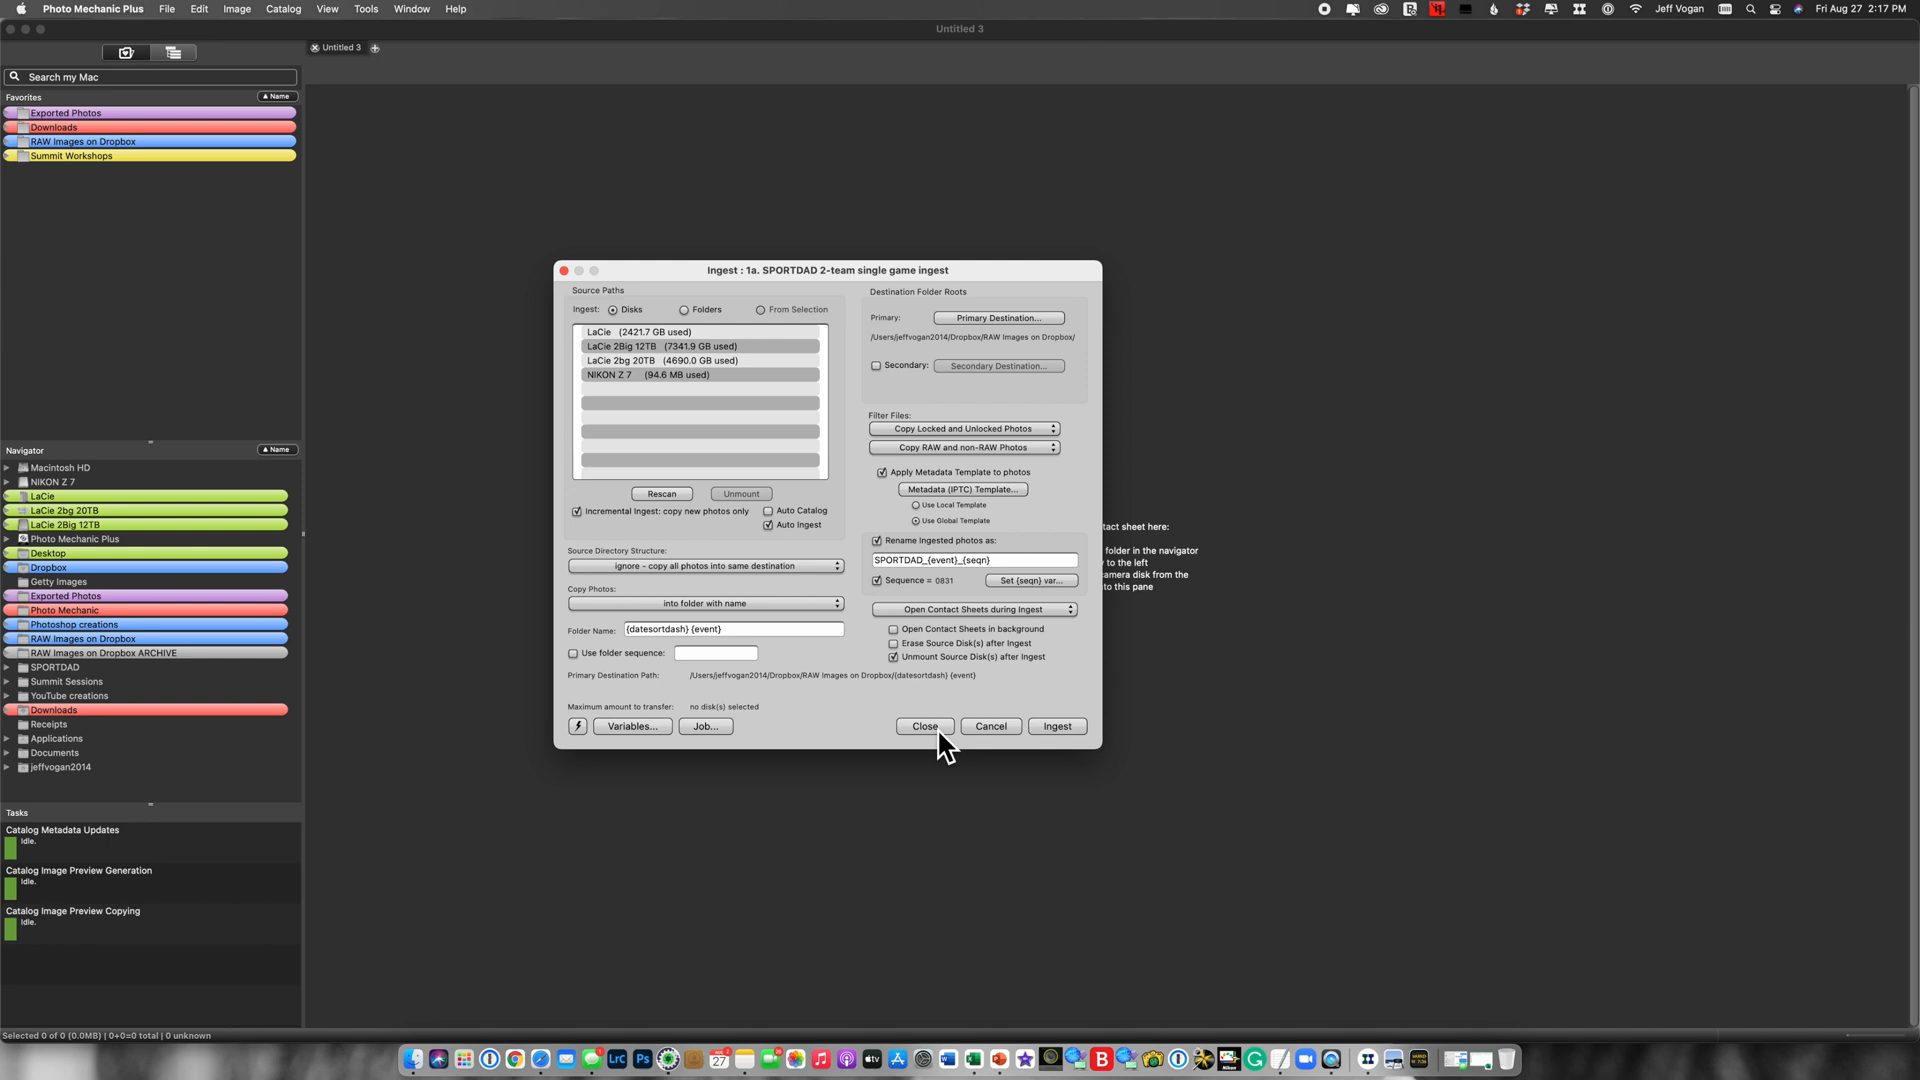 Photo Mechanic Plus File Edit Image Catalog View Tools Window Help
Jeff Vogan Fri Aug 27 2:17 PM
Untitled 3
Untitled 3
Search my Mac
Favorites
▲ Name
Exported Photos
Downloads
RAW Images on Dropbox
Summit Workshops
Navigator
▲ Name
Macintosh HD
NIKON Z 7
LaCie
LaCie 2bg 20TB
LaCie 2Big 12TB
Photo Mechanic Plus
Desktop
Dropbox
Getty Images
Exported Photos
Photo Mechanic
Photoshop creations
RAW Images on Dropbox
RAW Images on Dropbox ARCHIVE
SPORTDAD
Summit Sessions
YouTube creations
Downloads
Receipts
Applications
Documents
jeffvogan2014
Tasks
Catalog Metadata Updates
Idle.
Catalog Image Preview Generation
Idle.
Catalog Image Preview Copying
Idle.
Selected 0 of 0 (0.0MB) | 0+0=0 total | 0 unknown
Ingest : 1a. SPORTDAD 2-team single game ingest
Source Paths
Ingest: Disks Folders From Selection
LaCie (2421.7 GB used)
LaCie 2Big 12TB (7341.9 GB used)
LaCie 2bg 20TB (4690.0 GB used)
NIKON Z 7 (94.6 MB used)
Rescan Unmount
Incremental Ingest: copy new photos only
Auto Catalog
Auto Ingest
Source Directory Structure:
ignore - copy all photos into same destination
Copy Photos:
into folder with name
Folder Name: {datesortdash} {event}
Use folder sequence:
Primary Destination Path: /Users/jeffvogan2014/Dropbox/RAW Images on Dropbox/{datesortdash} {event}
Maximum amount to transfer: no disk(s) selected
Variables... Job... Close Cancel Ingest
Destination Folder Roots
Primary: Primary Destination...
/Users/jeffvogan2014/Dropbox/RAW Images on Dropbox/
Secondary: Secondary Destination...
Filter Files:
Copy Locked and Unlocked Photos
Copy RAW and non-RAW Photos
Apply Metadata Template to photos
Metadata (IPTC) Template...
Use Local Template
Use Global Template
Rename Ingested photos as:
SPORTDAD_{event}_{seqn}
Sequence = 0831 Set {seqn} var...
Open Contact Sheets during Ingest
Open Contact Sheets in background
Erase Source Disk(s) after Ingest
Unmount Source Disk(s) after Ingest
tact sheet here:
folder in the navigator
to the left
camera disk from the
to this pane
LrC
Ps
27
B